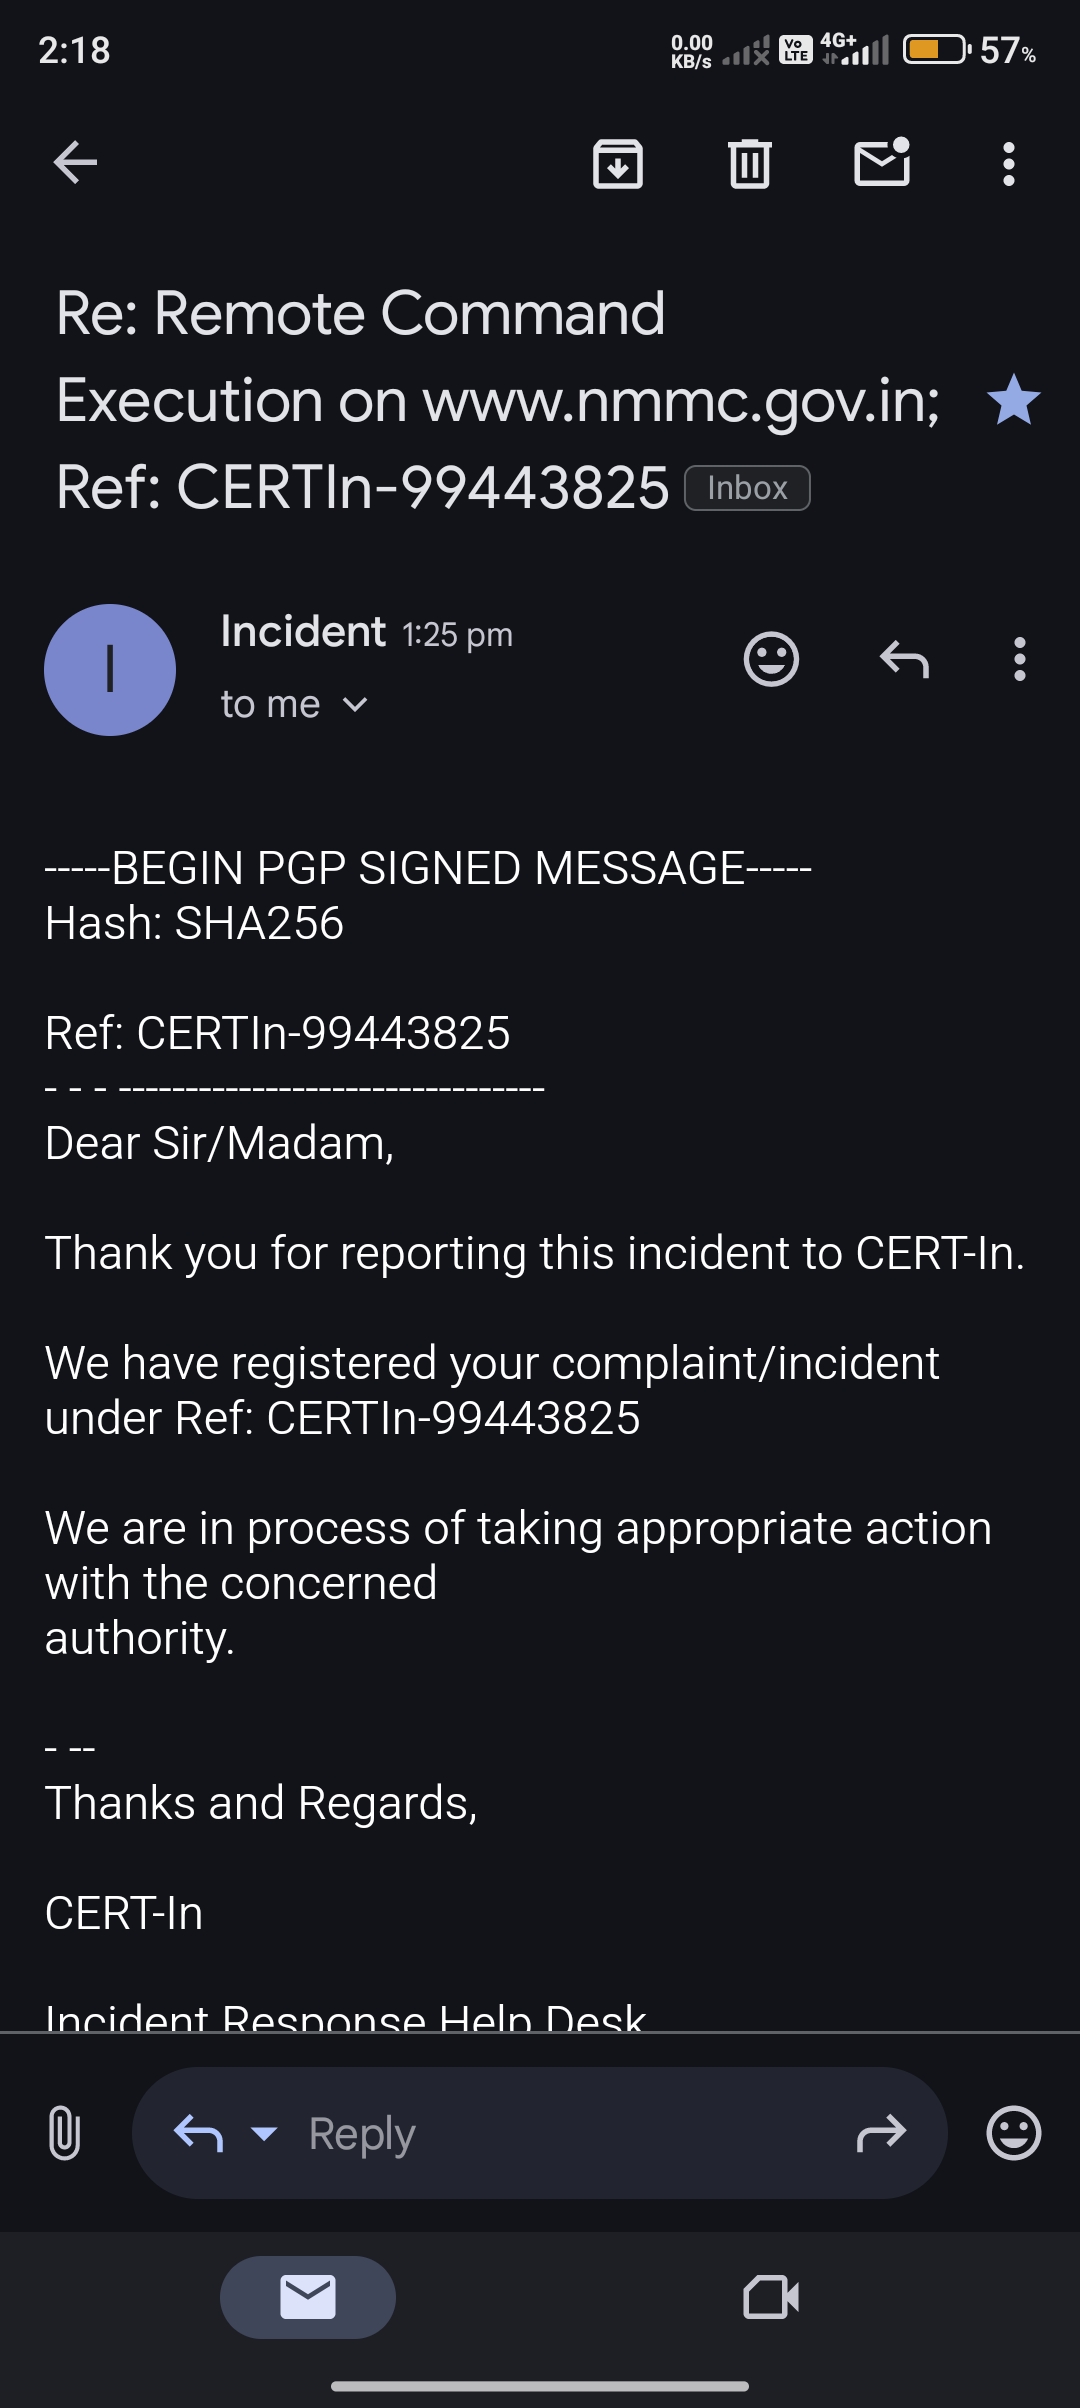 2:18
0.00 KB/s Vo LTE 4G+ 57%
Re: Remote Command
Execution on www.nmmc.gov.in;
Ref: CERTIn-99443825 Inbox
I
Incident 1:25 pm
to me
-----BEGIN PGP SIGNED MESSAGE-----
Hash: SHA256
Ref: CERTIn-99443825
- - - --------------------------------
Dear Sir/Madam,
Thank you for reporting this incident to CERT-In.
We have registered your complaint/incident
under Ref: CERTIn-99443825
We are in process of taking appropriate action
with the concerned
authority.
- --
Thanks and Regards,
CERT-In
Incident Response Help Desk
Reply